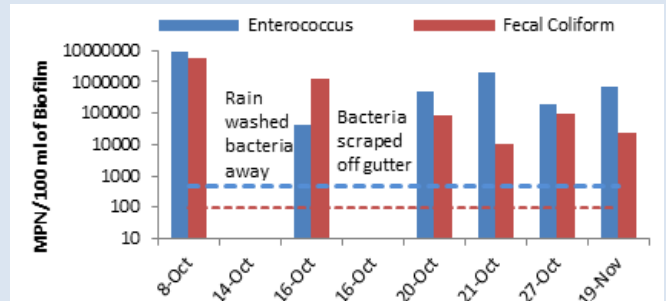 Enterococcus Fecal Coliform
MPN/100 ml of Biofilm
10000000
1000000
100000
10000
1000
100
10
Rain
washed
bacteria
away
Bacteria
scraped
off gutter
8-Oct 14-Oct 16-Oct 16-Oct 20-Oct 21-Oct 27-Oct 19-Nov